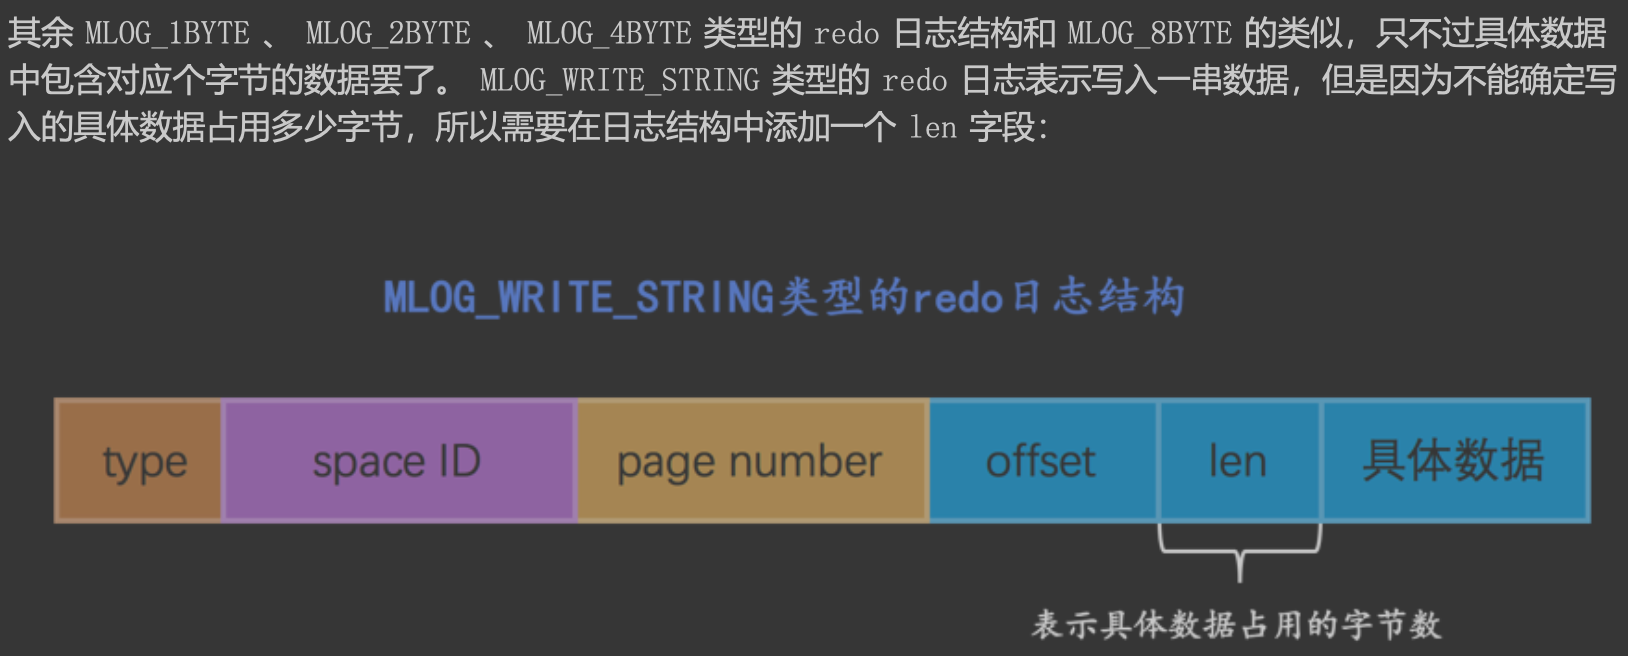 其余 MLOG_1BYTE 、 MLOG_2BYTE 、 MLOG_4BYTE 类型的 redo 日志结构和 MLOG_8BYTE 的类似，只不过具体数据
中包含对应个字节的数据罢了。 MLOG_WRITE_STRING 类型的 redo 日志表示写入一串数据，但是因为不能确定写
入的具体数据占用多少字节，所以需要在日志结构中添加一个 len 字段：
MLOG_WRITE_STRING类型的redo日志结构
type space ID page number offset len 具体数据
表示具体数据占用的字节数